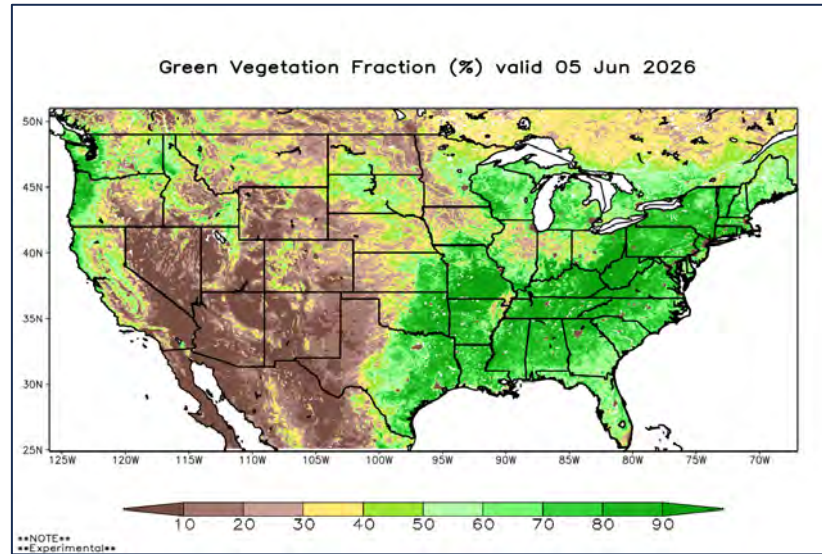 Green Vegetation Fraction (%) valid 05 Jun 2026
50N
45N
40N
35N
30N
25N
125W 120W 115W 110W 105W 100W 95W 90W 85W 80W 75W 70W
10 20 30 40 50 60 70 80 90
**NOTE**
**Experimental**